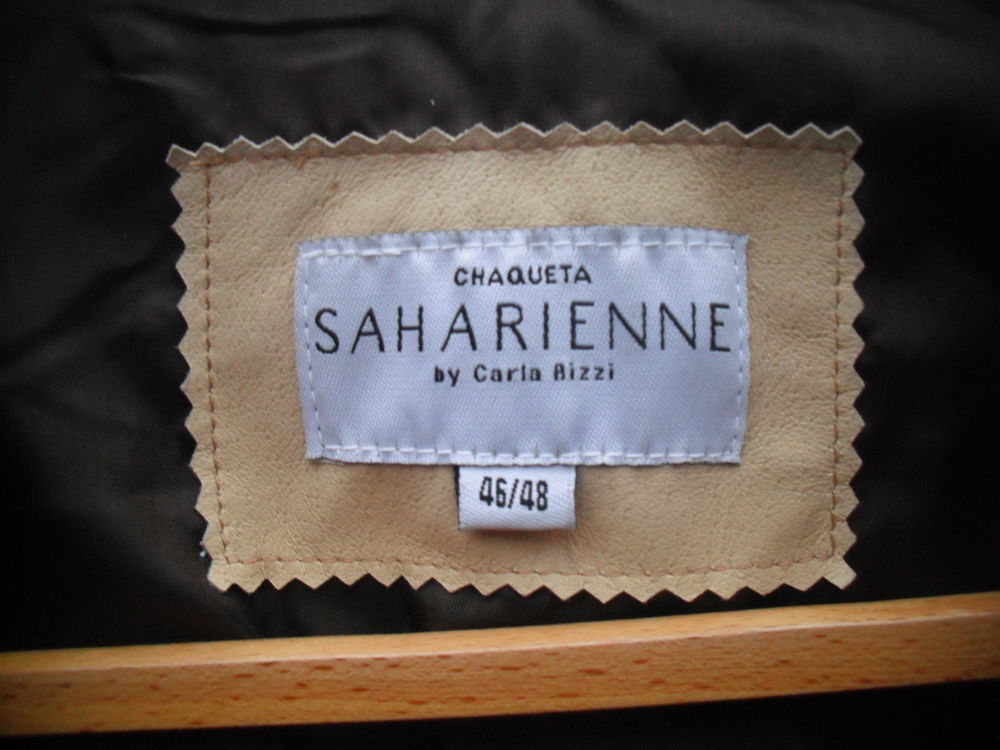 CHAQUETA
SAHARIENNE
by Carla Rizzi
46/48